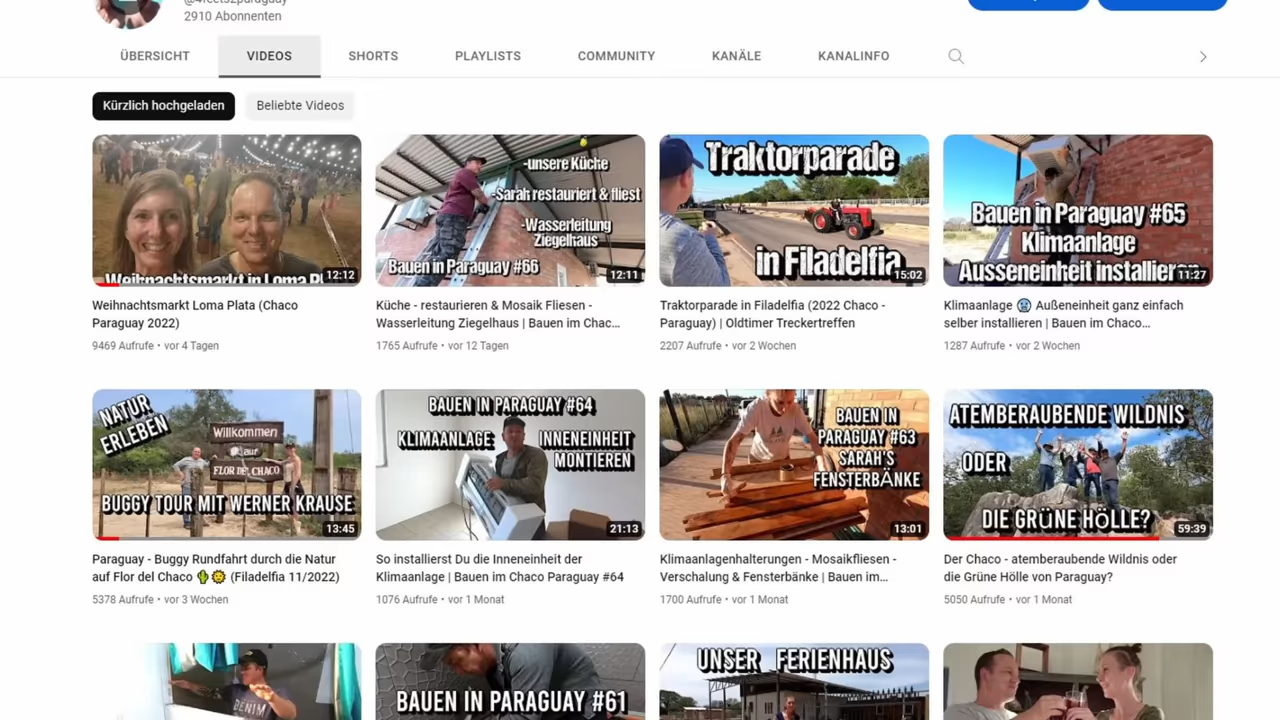 @4feets2paraguay
2910 Abonnenten
ÜBERSICHT
VIDEOS
SHORTS
PLAYLISTS
COMMUNITY
KANÄLE
KANALINFO
Kürzlich hochgeladen
Beliebte Videos
Weihnachtsmarkt in Loma Pl
12:12
-unsere Küche
-Sarah restauriert & fliest
-Wasserleitung
Ziegelhaus
Bauen in Paraguay #66
12:11
Traktorparade
in Filadelfia
15:02
Bauen in Paraguay #65
Klimaanlage
Ausseneinheit installieren
11:27
Weihnachtsmarkt Loma Plata (Chaco
Paraguay 2022)
9469 Aufrufe • vor 4 Tagen
Küche - restaurieren & Mosaik Fliesen -
Wasserleitung Ziegelhaus | Bauen im Chac...
1765 Aufrufe • vor 12 Tagen
Traktorparade in Filadelfia (2022 Chaco -
Paraguay) | Oldtimer Treckertreffen
2207 Aufrufe • vor 2 Wochen
Klimaanlage 🥶 Außeneinheit ganz einfach
selber installieren | Bauen im Chaco...
1287 Aufrufe • vor 2 Wochen
NATUR
ERLEBEN
Willkommen
auf
FLOR DEL CHACO
BUGGY TOUR MIT WERNER KRAUSE
13:45
BAUEN IN PARAGUAY #64
KLIMAANLAGE: INNENEINHEIT
MONTIEREN
21:13
BAUEN IN
PARAGUAY #63
SARAH'S
FENSTERBÄNKE
13:01
ATEMBERAUBENDE WILDNIS
ODER
DIE GRÜNE HÖLLE?
59:39
Paraguay - Buggy Rundfahrt durch die Natur
auf Flor del Chaco 🌵🌞 (Filadelfia 11/2022)
5378 Aufrufe • vor 3 Wochen
So installierst Du die Inneneinheit der
Klimaanlage | Bauen im Chaco Paraguay #64
1076 Aufrufe • vor 1 Monat
Klimaanlagenhalterungen - Mosaikfliesen -
Verschalung & Fensterbänke | Bauen im...
1700 Aufrufe • vor 1 Monat
Der Chaco - atemberaubende Wildnis oder
die Grüne Hölle von Paraguay?
5050 Aufrufe • vor 1 Monat
DENIM
BAUEN IN PARAGUAY #61
UNSER FERIENHAUS